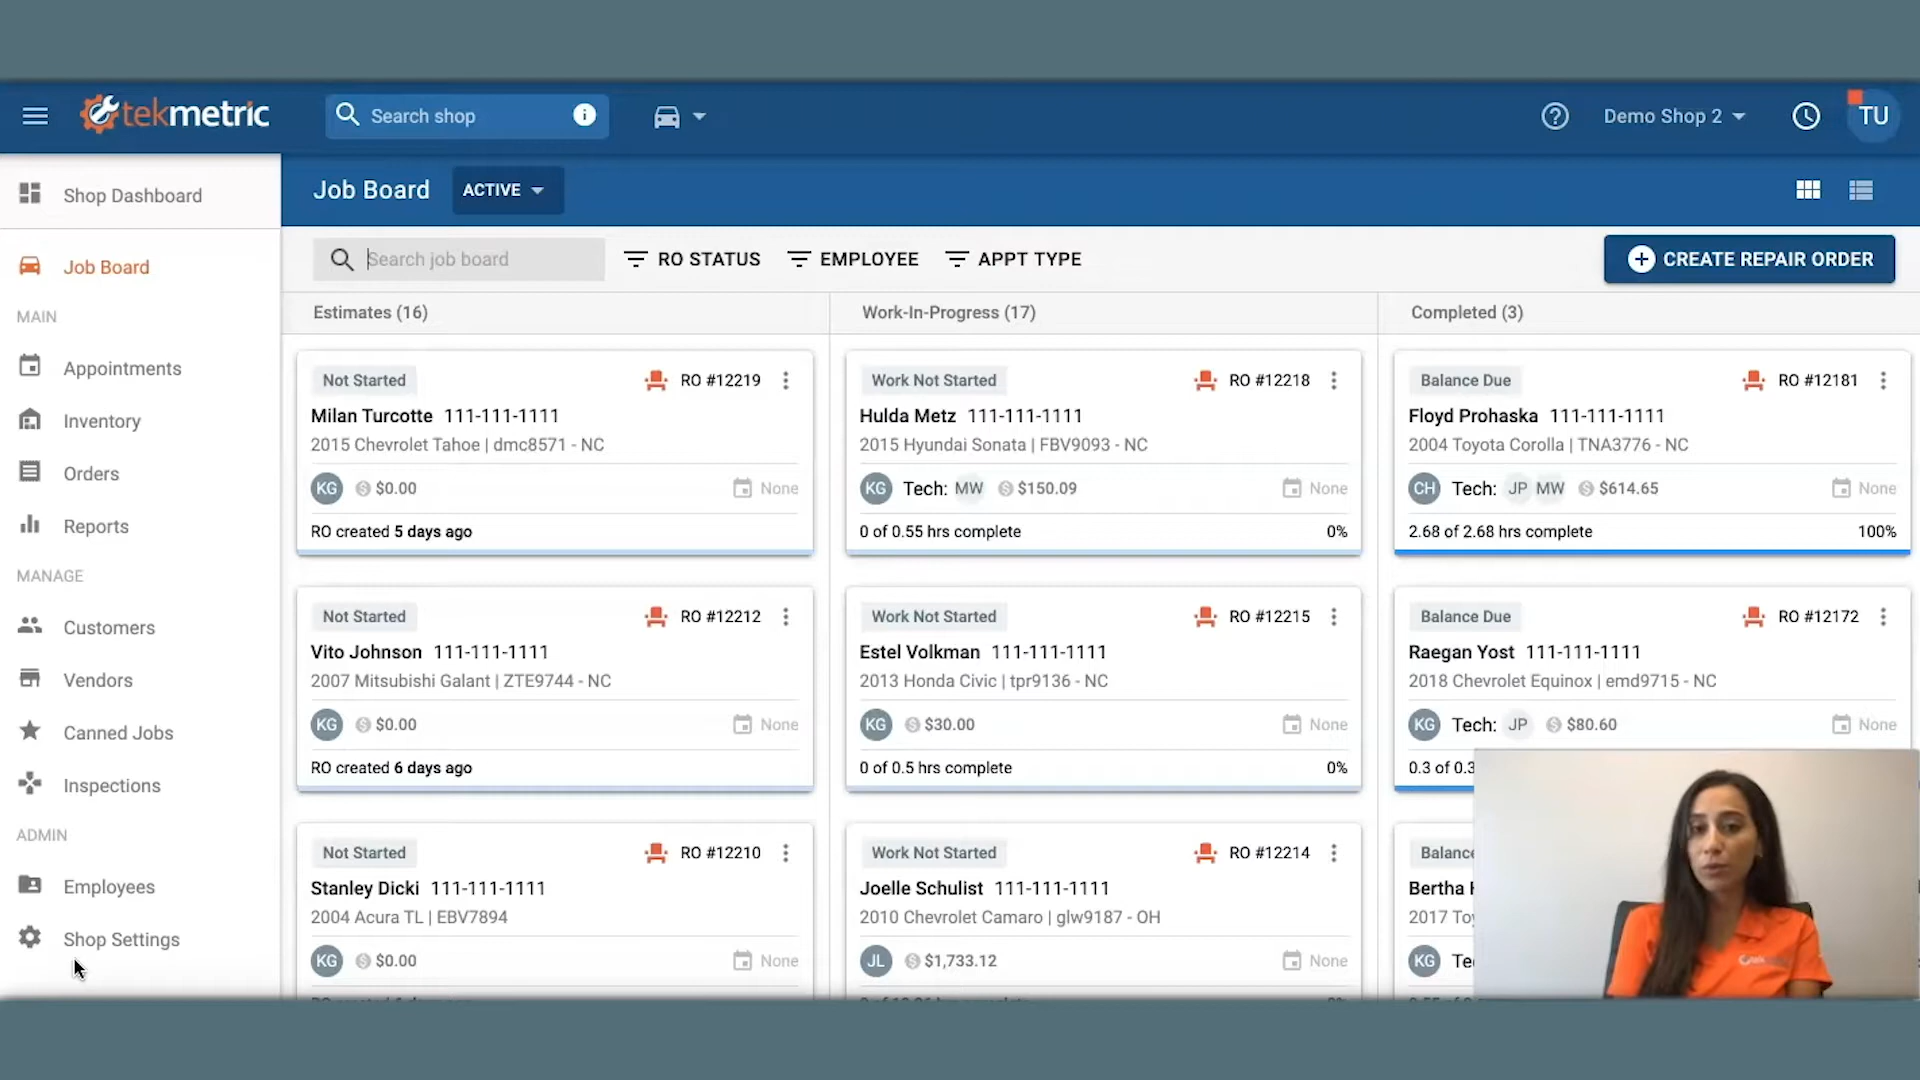 tekmetric
Search shop
Demo Shop 2
TU
Shop Dashboard
Job Board
ACTIVE
Job Board
Search job board
RO STATUS
EMPLOYEE
APPT TYPE
CREATE REPAIR ORDER
MAIN
Appointments
Inventory
Orders
Reports
MANAGE
Customers
Vendors
Canned Jobs
Inspections
ADMIN
Employees
Shop Settings
Estimates (16)
Not Started RO #12219
Milan Turcotte 111-111-1111
2015 Chevrolet Tahoe | dmc8571 - NC
KG $0.00 None
RO created 5 days ago
Not Started RO #12212
Vito Johnson 111-111-1111
2007 Mitsubishi Galant | ZTE9744 - NC
KG $0.00 None
RO created 6 days ago
Not Started RO #12210
Stanley Dicki 111-111-1111
2004 Acura TL | EBV7894
KG $0.00 None
Work-In-Progress (17)
Work Not Started RO #12218
Hulda Metz 111-111-1111
2015 Hyundai Sonata | FBV9093 - NC
KG Tech: MW $150.09 None
0 of 0.55 hrs complete 0%
Work Not Started RO #12215
Estel Volkman 111-111-1111
2013 Honda Civic | tpr9136 - NC
KG $30.00 None
0 of 0.5 hrs complete 0%
Work Not Started RO #12214
Joelle Schulist 111-111-1111
2010 Chevrolet Camaro | glw9187 - OH
JL $1,733.12 None
Completed (3)
Balance Due RO #12181
Floyd Prohaska 111-111-1111
2004 Toyota Corolla | TNA3776 - NC
CH Tech: JP MW $614.65 None
2.68 of 2.68 hrs complete 100%
Balance Due RO #12172
Raegan Yost 111-111-1111
2018 Chevrolet Equinox | emd9715 - NC
KG Tech: JP $80.60 None
0.3 of 0.3
Balance
Bertha
2017
KG